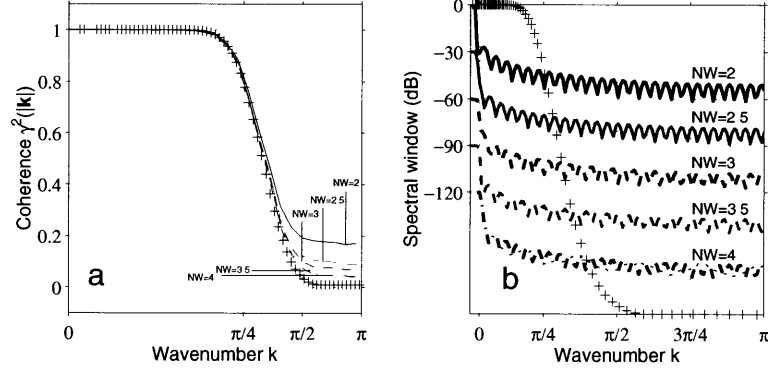 Coherence γ²(|k|)
1
0.8
0.6
0.4
0.2
0
NW=2
NW=2 5
NW=3
NW=3 5
NW=4
a
0 π/4 π/2 π
Wavenumber k
Spectral window (dB)
0
−30
−60
−90
−120
NW=2
NW=2 5
NW=3
NW=3 5
NW=4
b
0 π/4 π/2 3π/4 π
Wavenumber k